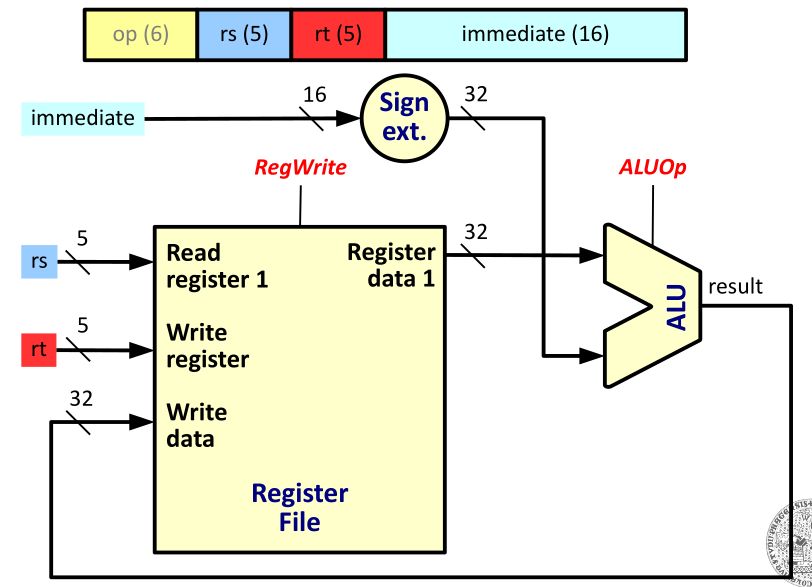 op (6) rs (5) rt (5) immediate (16)
immediate
16
Sign
ext.
32
RegWrite
ALUOp
rs
5
Read
register 1
Register
data 1
32
rt
5
Write
register
32
Write
data
ALU
result
Register
File